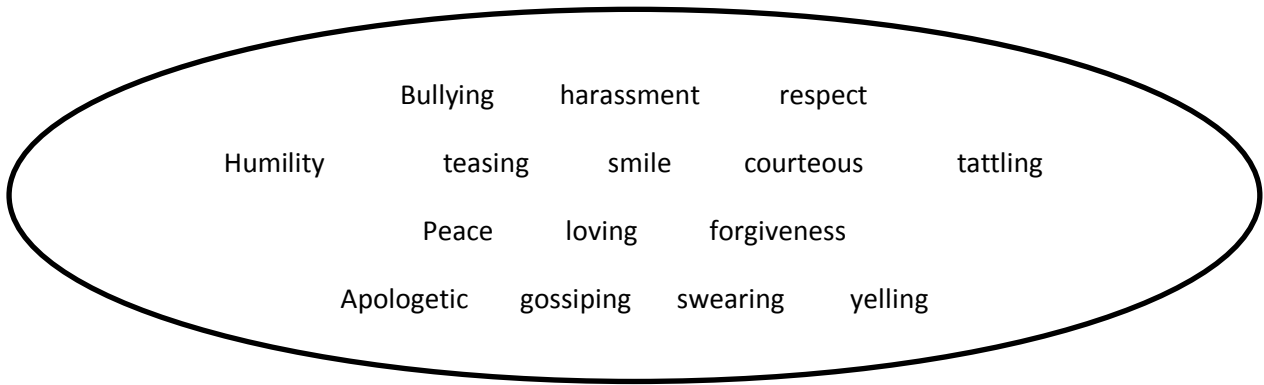 Bullying harassment respect
Humility teasing smile courteous tattling
Peace loving forgiveness
Apologetic gossiping swearing yelling